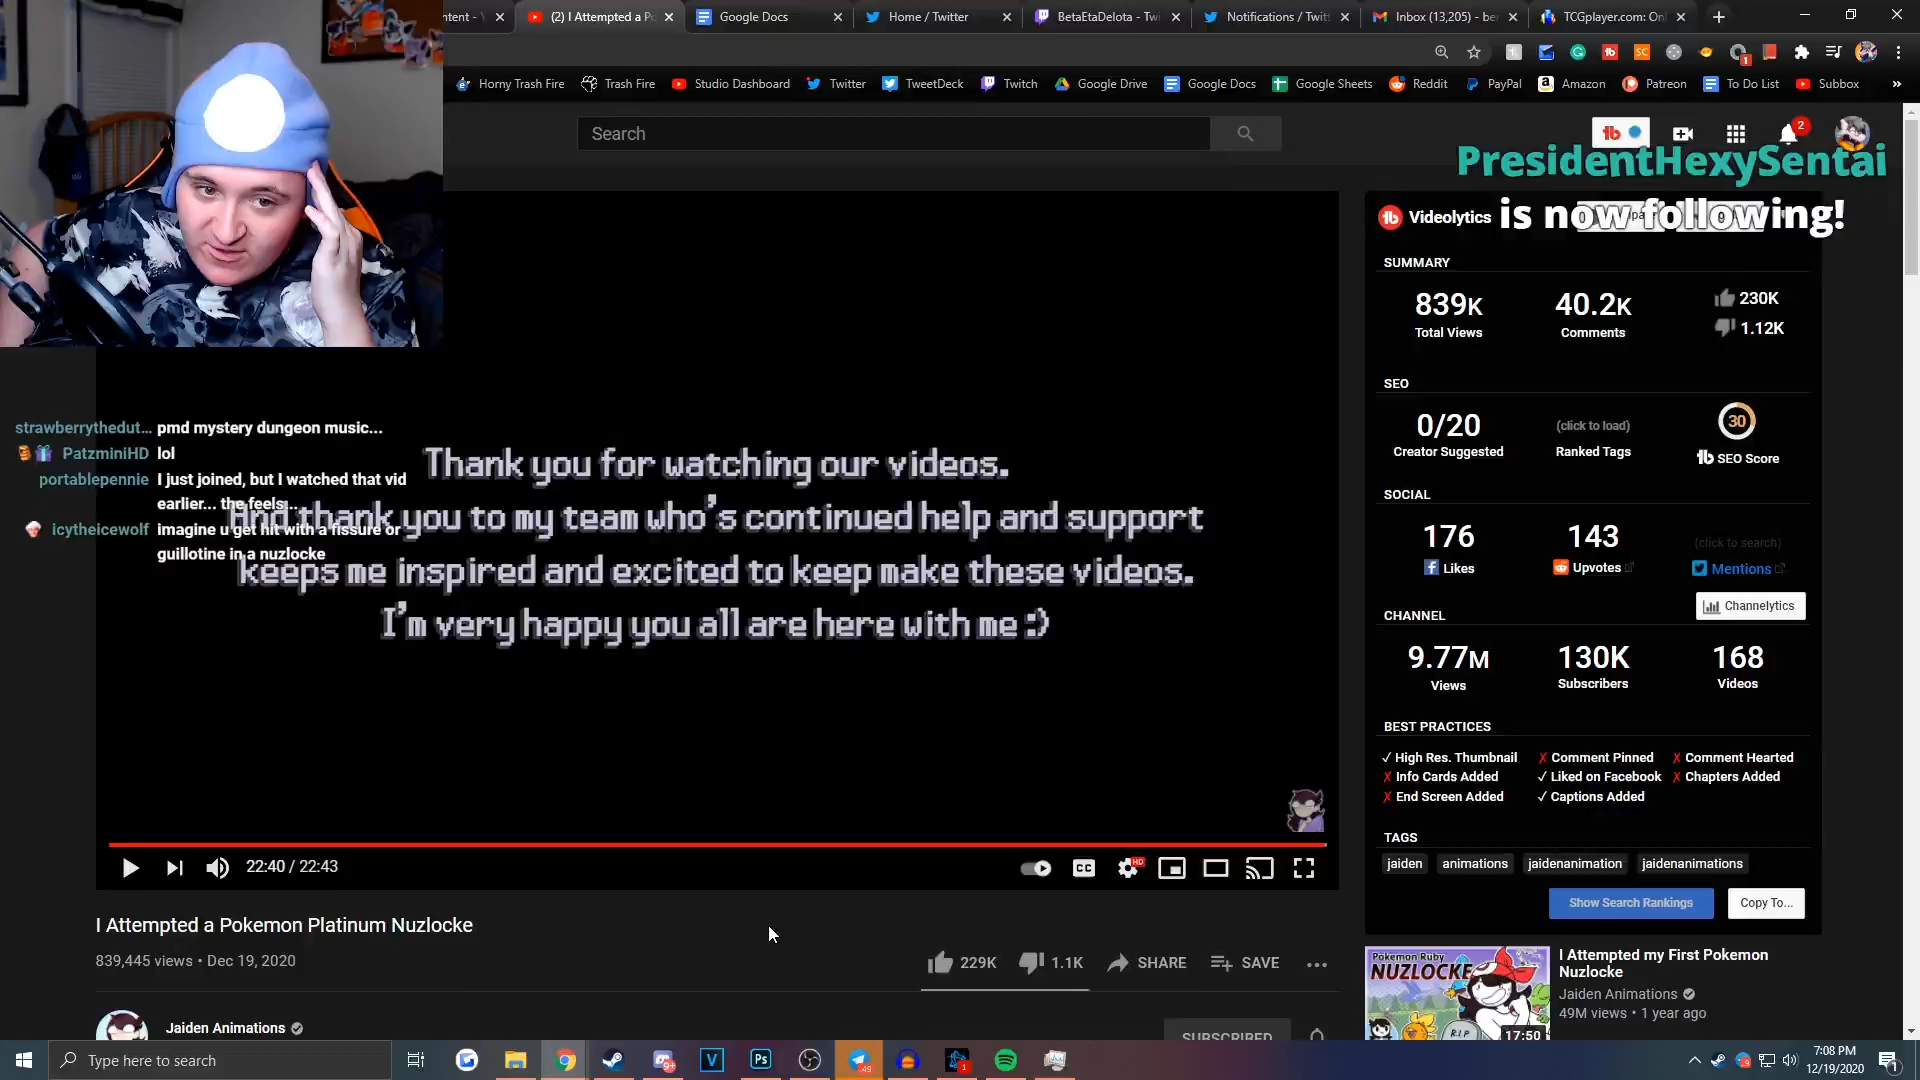 ntent - Y
(2) I Attempted a Po
Google Docs
Home / Twitter
BetaEtaDelota - Twi
Notifications / Twitt
Inbox (13,205) - be
TCGplayer.com: Onl
Horny Trash Fire
Trash Fire
Studio Dashboard
Twitter
TweetDeck
Twitch
Google Drive
Google Docs
Google Sheets
Reddit
PayPal
Amazon
Patreon
To Do List
Subbox
»
Search
2
PresidentHexySentai
is now following!
Videolytics
SUMMARY
839K
Total Views
40.2K
Comments
230K
1.12K
SEO
0/20
Creator Suggested
(click to load)
Ranked Tags
30
SEO Score
SOCIAL
176
Likes
143
Upvotes
(click to search)
Mentions
Channelytics
CHANNEL
9.77M
Views
130K
Subscribers
168
Videos
BEST PRACTICES
✓ High Res. Thumbnail
✗ Comment Pinned
✗ Comment Hearted
✗ Info Cards Added
✓ Liked on Facebook
✗ Chapters Added
✗ End Screen Added
✓ Captions Added
TAGS
jaiden
animations
jaidenanimation
jaidenanimations
Show Search Rankings
Copy To...
strawberrythedut... pmd mystery dungeon music...
PatzminiHD lol
portablepennie I just joined, but I watched that vid
earlier... the feels...
icytheicewolf imagine u get hit with a fissure or
guillotine in a nuzlocke
Thank you for watching our videos.
And thank you to my team who's continued help and support
keeps me inspired and excited to keep make these videos.
I'm very happy you all are here with me :)
22:40 / 22:43
CC
HD
I Attempted a Pokemon Platinum Nuzlocke
839,445 views • Dec 19, 2020
229K
1.1K
SHARE
SAVE
Jaiden Animations
SUBSCRIBED
Pokemon Ruby
NUZLOCKE
R.I.P
17:50
I Attempted my First Pokemon
Nuzlocke
Jaiden Animations
49M views • 1 year ago
Type here to search
7:08 PM
12/19/2020